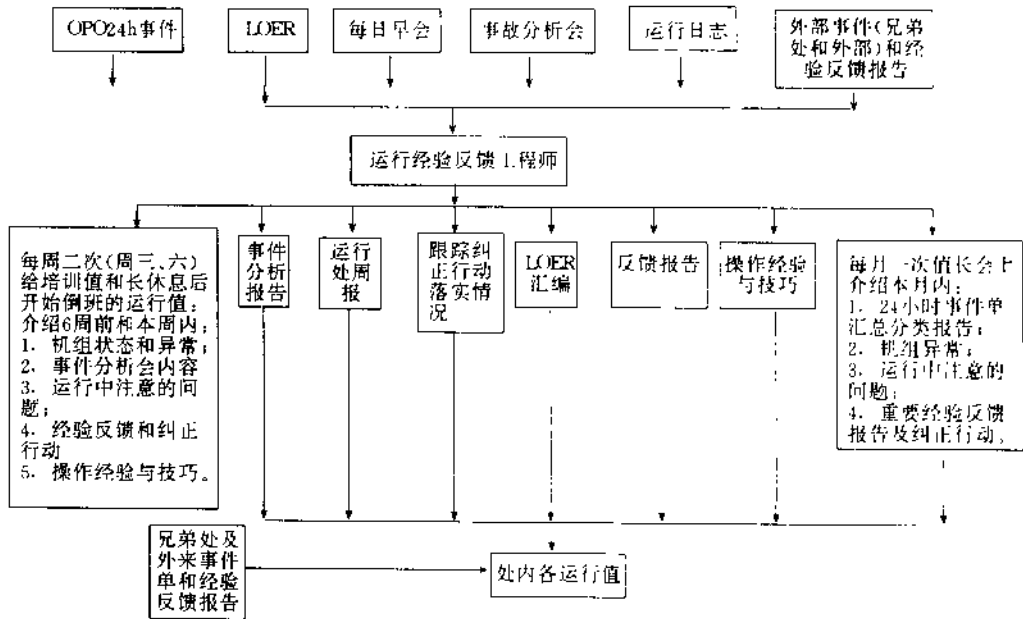 OPO24h事件
LOER
每日早会
事故分析会
运行日志
外部事件(兄弟
处和外部)和经
验反馈报告
运行经验反馈工程师
每周二次(周三、六)
给培训值和长休息后
开始倒班的运行值;
介绍6周前和本周内:
1. 机组状态和异常;
2. 事件分析会内容
3. 运行中注意的问
题;
4. 经验反馈和纠正
行动
5. 操作经验与技巧。
事件
分析
报告
运行
处周
报
跟踪纠
正行动
落实情
况
LOER
汇编
反馈报告
操作经验
与技巧
每月一次值长会上
介绍本月内:
1. 24小时事件单
汇总分类报告;
2. 机组异常;
3. 运行中注意的
问题;
4. 重要经验反馈
报告及纠正行动。
兄弟处及
外来事件
单和经验
反馈报告
处内各运行值